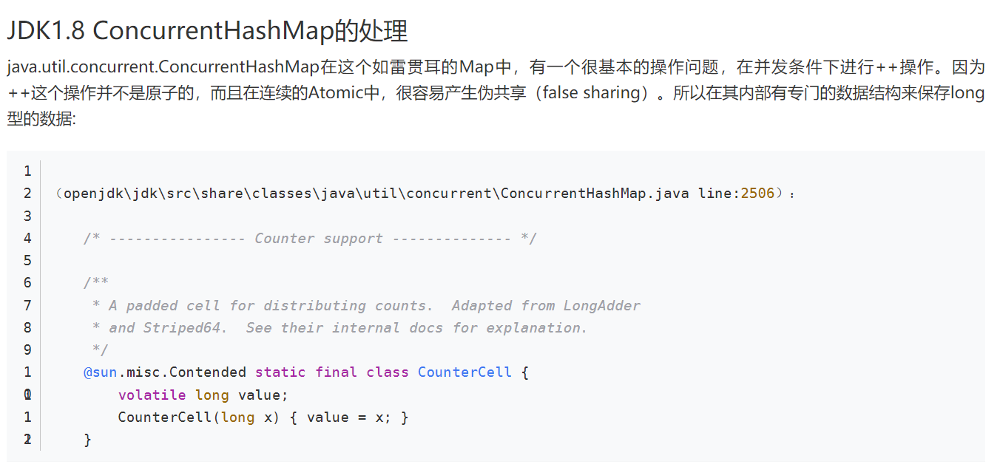 JDK1.8 ConcurrentHashMap的处理
java.util.concurrent.ConcurrentHashMap在这个如雷贯耳的Map中，有一个很基本的操作问题，在并发条件下进行++操作。因为
++这个操作并不是原子的，而且在连续的Atomic中，很容易产生伪共享（false sharing）。所以在其内部有专门的数据结构来保存long
型的数据:
1
2 （openjdk\jdk\src\share\classes\java\util\concurrent\ConcurrentHashMap.java line:2506）：
3
4 /* ---------------- Counter support -------------- */
5
6 /**
7 * A padded cell for distributing counts.  Adapted from LongAdder
8 * and Striped64.  See their internal docs for explanation.
9 */
1 @sun.misc.Contended static final class CounterCell {
volatile long value;
1 CounterCell(long x) { value = x; }
}